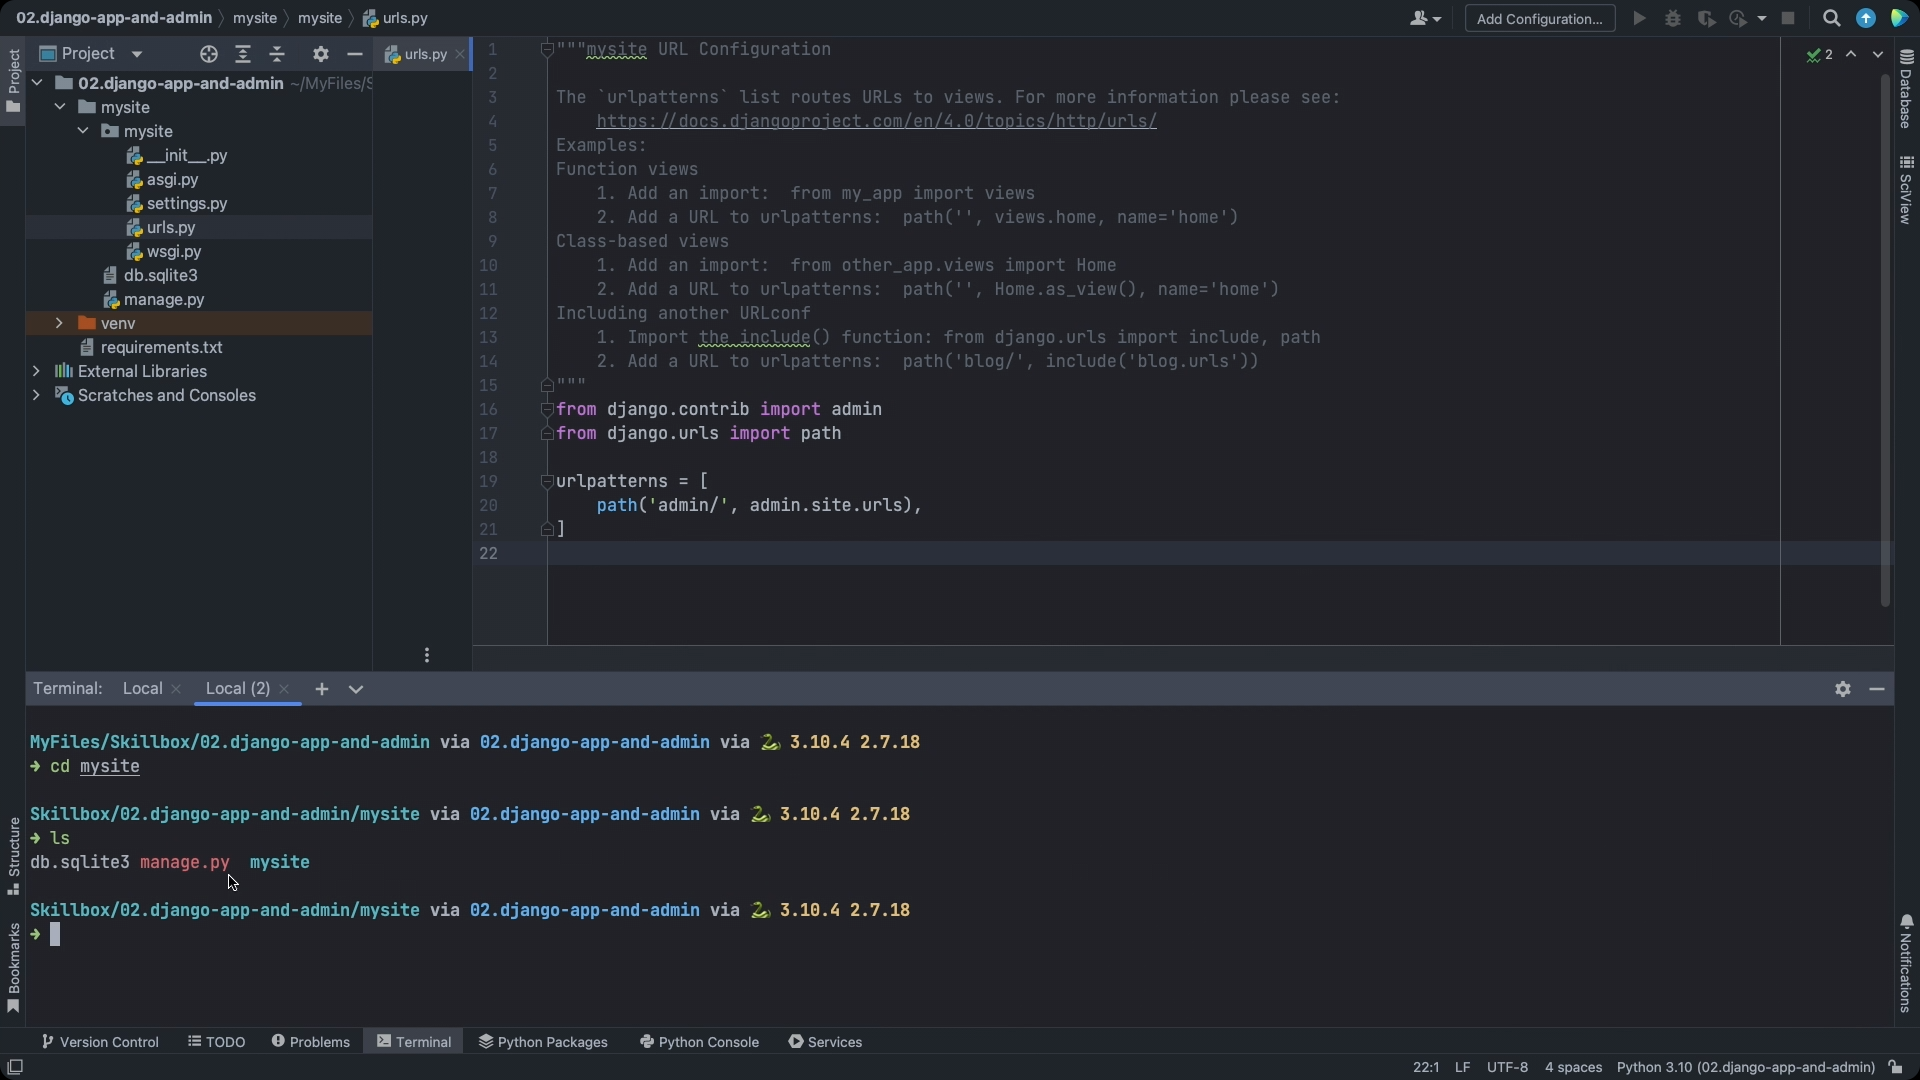 02.django-app-and-admin mysite mysite urls.py
Add Configuration...
Project
urls.py
02.django-app-and-admin ~/MyFiles/S
mysite
mysite
__init__.py
asgi.py
settings.py
urls.py
wsgi.py
db.sqlite3
manage.py
venv
requirements.txt
External Libraries
Scratches and Consoles
1 """mysite URL Configuration
2
3 The `urlpatterns` list routes URLs to views. For more information please see:
4 https://docs.djangoproject.com/en/4.0/topics/http/urls/
5 Examples:
6 Function views
7 1. Add an import:  from my_app import views
8 2. Add a URL to urlpatterns:  path('', views.home, name='home')
9 Class-based views
10 1. Add an import:  from other_app.views import Home
11 2. Add a URL to urlpatterns:  path('', Home.as_view(), name='home')
12 Including another URLconf
13 1. Import the include() function: from django.urls import include, path
14 2. Add a URL to urlpatterns:  path('blog/', include('blog.urls'))
15 """
16 from django.contrib import admin
17 from django.urls import path
18
19 urlpatterns = [
20 path('admin/', admin.site.urls),
21 ]
22
2
Project
Structure
Bookmarks
Database
SciView
Notifications
Terminal: Local Local (2)
MyFiles/Skillbox/02.django-app-and-admin via 02.django-app-and-admin via 3.10.4 2.7.18
→ cd mysite
Skillbox/02.django-app-and-admin/mysite via 02.django-app-and-admin via 3.10.4 2.7.18
→ ls
db.sqlite3 manage.py mysite
Skillbox/02.django-app-and-admin/mysite via 02.django-app-and-admin via 3.10.4 2.7.18
→
Version Control TODO Problems Terminal Python Packages Python Console Services
22:1 LF UTF-8 4 spaces Python 3.10 (02.django-app-and-admin)